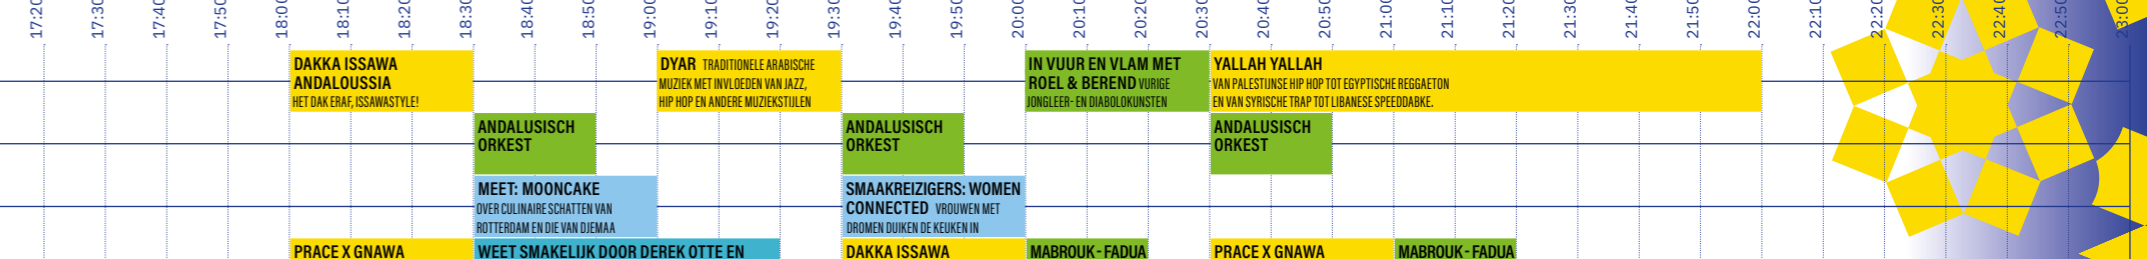 17:20 17:30 17:40 17:50 18:00 18:10 18:20 18:30 18:40 18:50 19:00 19:10 19:20 19:30 19:40 19:50 20:00 20:10 20:20 20:30 20:40 20:50 21:00 21:10 21:20 21:30 21:40 21:50 22:00 22:10 22:20 22:30 22:40 22:50 23:00
DAKKA ISSAWA
ANDALOUSSIA
HET DAK ERAF, ISSAWASTYLE!
DYAR TRADITIONELE ARABISCHE
MUZIEK MET INVLOEDEN VAN JAZZ,
HIP HOP EN ANDERE MUZIEKSTIJLEN
IN VUUR EN VLAM MET
ROEL & BEREND VURIGE
JONGLEER- EN DIABOLOKUNSTEN
YALLAH YALLAH
VAN PALESTIJNSE HIP HOP TOT EGYPTISCHE REGGAETON
EN VAN SYRISCHE TRAP TOT LIBANESE SPEEDDABKE.
ANDALUSISCH
ORKEST
ANDALUSISCH
ORKEST
ANDALUSISCH
ORKEST
MEET: MOONCAKE
OVER CULINAIRE SCHATTEN VAN
ROTTERDAM EN DIE VAN DJEMAA
SMAAKREIZIGERS: WOMEN
CONNECTED VROUWEN MET
DROMEN DUIKEN DE KEUKEN IN
PRACE X GNAWA
WEET SMAKELIJK DOOR DEREK OTTE EN
DAKKA ISSAWA
MABROUK - FADUA
PRACE X GNAWA
MABROUK - FADUA